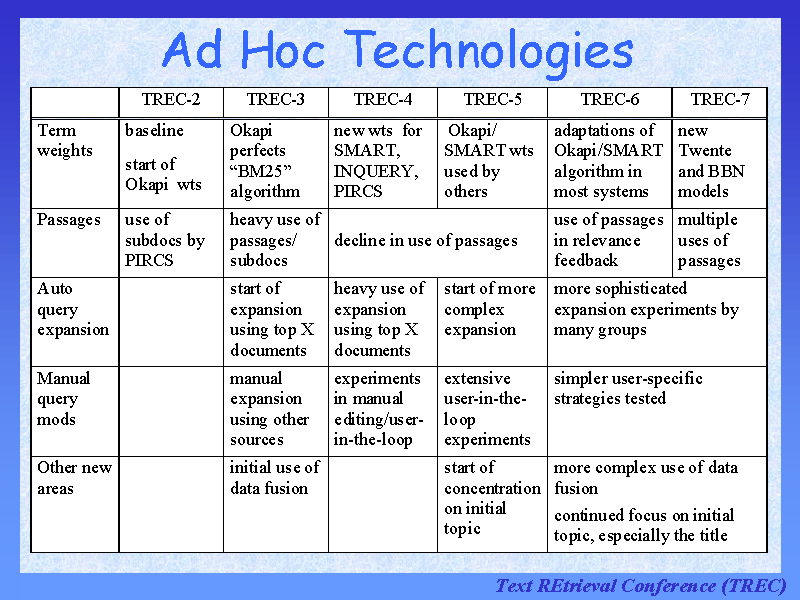 Ad Hoc Technologies
TREC-2 TREC-3 TREC-4 TREC-5 TREC-6 TREC-7
Term
weights
baseline
start of
Okapi wts
Okapi
perfects
“BM25”
algorithm
new wts for
SMART,
INQUERY,
PIRCS
Okapi/
SMART wts
used by
others
adaptations of
Okapi/SMART
algorithm in
most systems
new
Twente
and BBN
models
Passages
use of
subdocs by
PIRCS
heavy use of
passages/
subdocs
decline in use of passages
use of passages
in relevance
feedback
multiple
uses of
passages
Auto
query
expansion
start of
expansion
using top X
documents
heavy use of
expansion
using top X
documents
start of more
complex
expansion
more sophisticated
expansion experiments by
many groups
Manual
query
mods
manual
expansion
using other
sources
experiments
in manual
editing/user-
in-the-loop
extensive
user-in-the-
loop
experiments
simpler user-specific
strategies tested
Other new
areas
initial use of
data fusion
start of
concentration
on initial
topic
more complex use of data
fusion
continued focus on initial
topic, especially the title
Text REtrieval Conference (TREC)